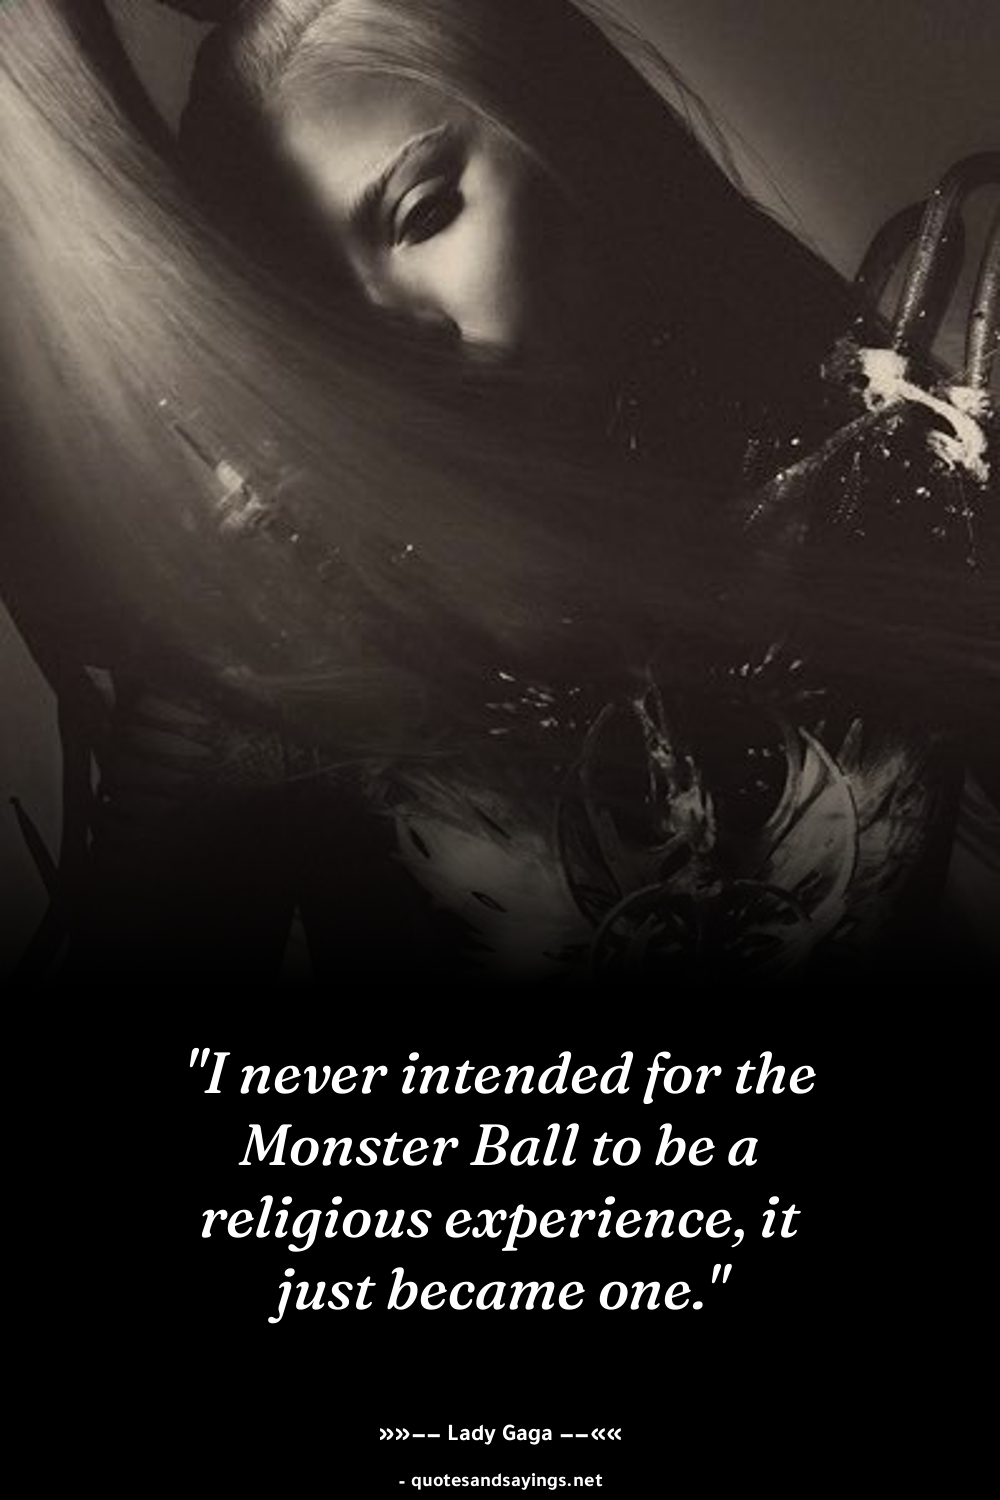 "I never intended for the
Monster Ball to be a
religious experience, it
just became one."
»»–– Lady Gaga ––««
- quotesandsayings.net